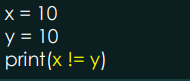 x = 10
y = 10
print(x != y)